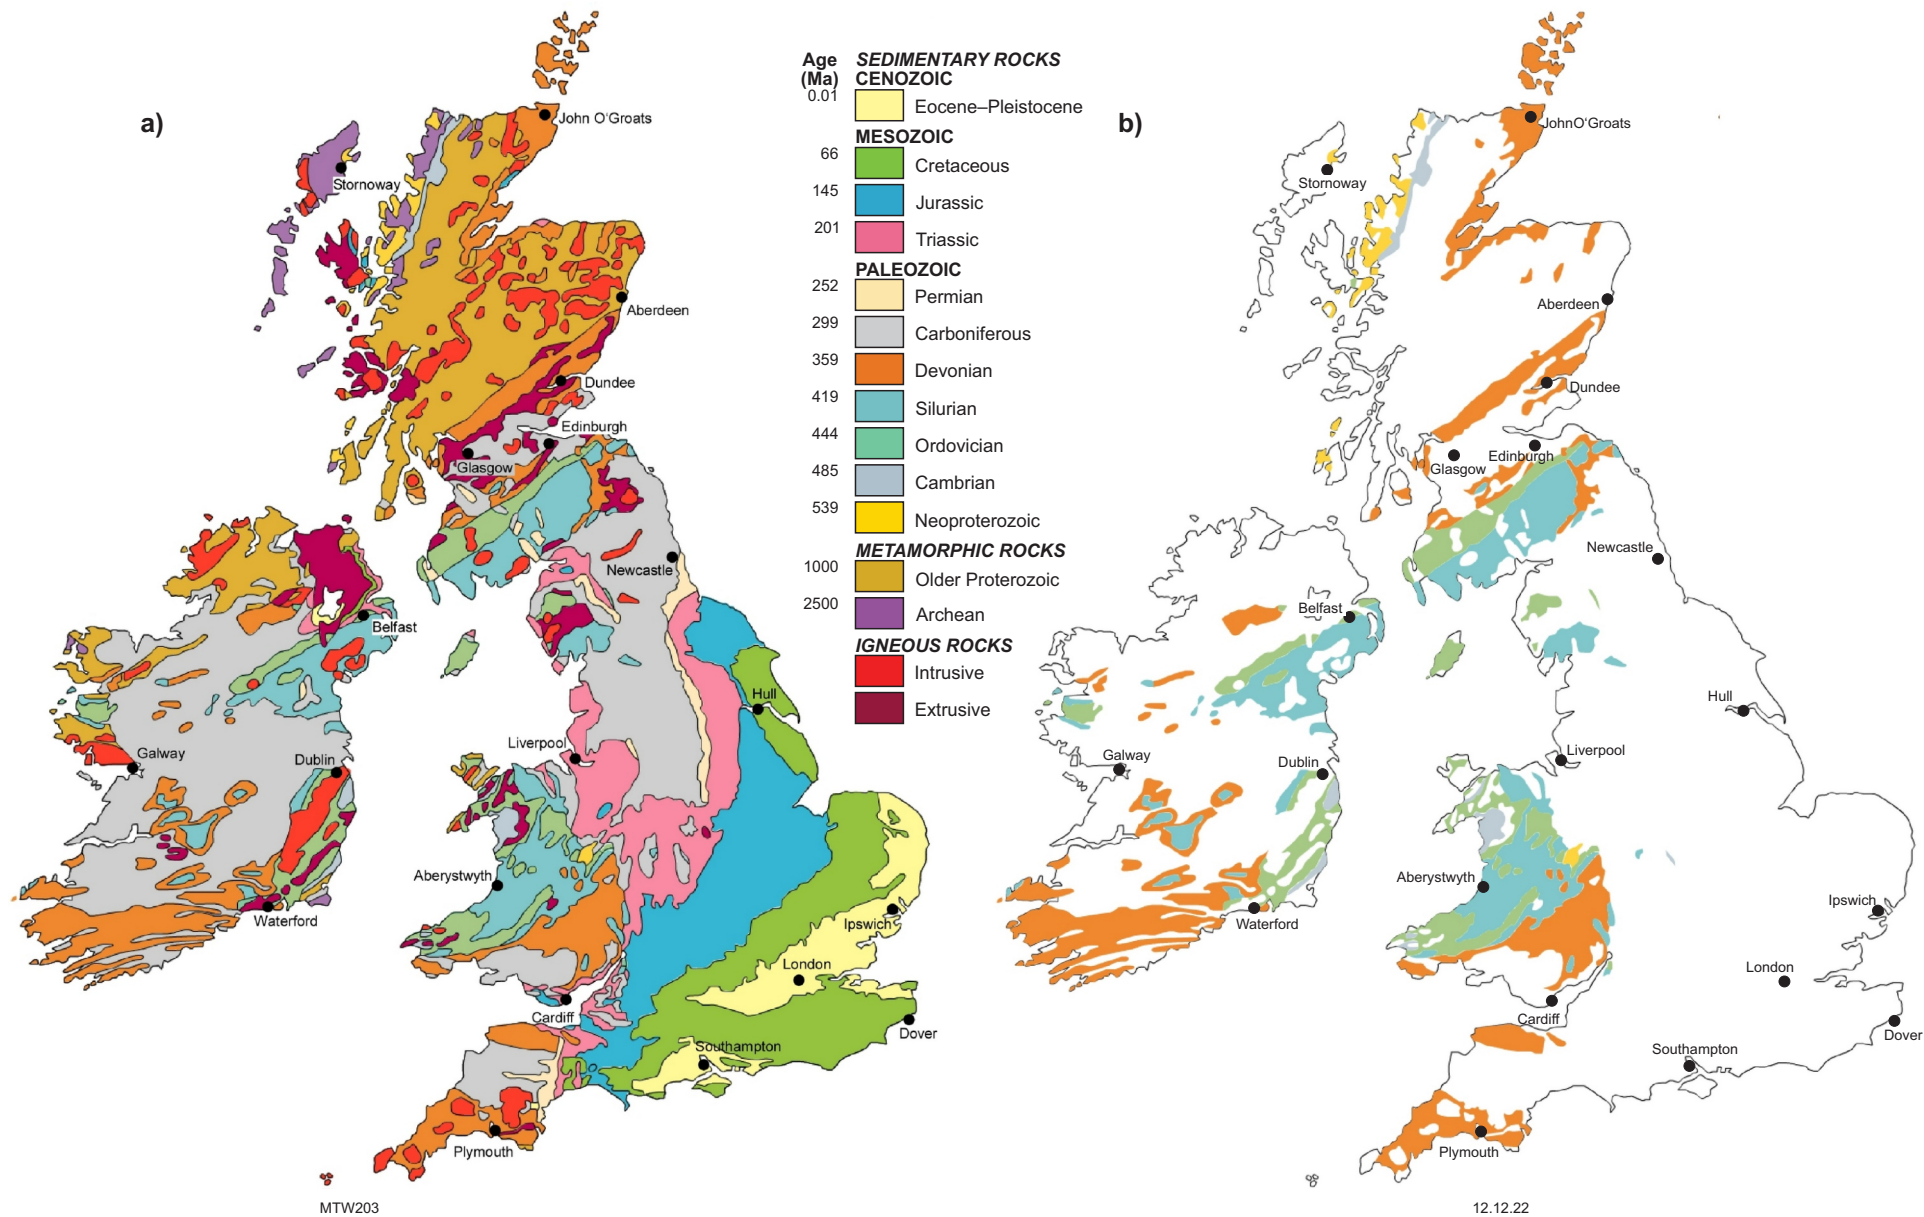 a)
John O'Groats
Stornoway
Aberdeen
Dundee
Edinburgh
Glasgow
Newcastle
Belfast
Hull
Galway
Liverpool
Dublin
Aberystwyth
Waterford
Ipswich
London
Cardiff
Dover
Southampton
Plymouth
MTW203
Age SEDIMENTARY ROCKS
(Ma) CENOZOIC
0.01 Eocene–Pleistocene
MESOZOIC
66 Cretaceous
145 Jurassic
201 Triassic
PALEOZOIC
252 Permian
299 Carboniferous
359 Devonian
419 Silurian
444 Ordovician
485 Cambrian
539 Neoproterozoic
METAMORPHIC ROCKS
1000 Older Proterozoic
2500 Archean
IGNEOUS ROCKS
Intrusive
Extrusive
b)
JohnO'Groats
Stornoway
Aberdeen
Dundee
Edinburgh
Glasgow
Newcastle
Belfast
Hull
Galway
Liverpool
Dublin
Aberystwyth
Ipswich
Waterford
London
Cardiff
Dover
Southampton
Plymouth
12.12.22